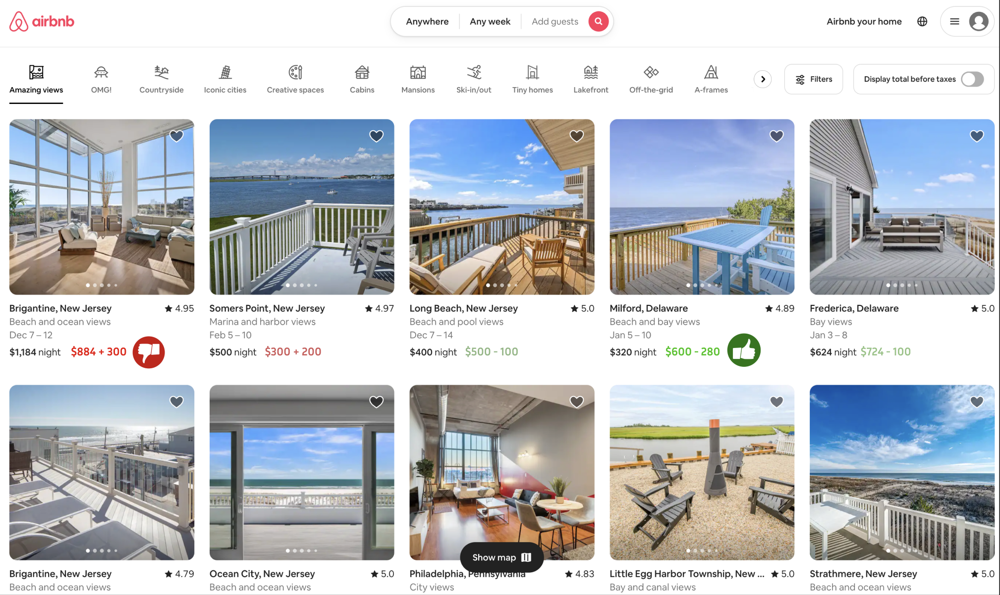 airbnb
Anywhere
Any week
Add guests
Airbnb your home
Amazing views
OMG!
Countryside
Iconic cities
Creative spaces
Cabins
Mansions
Ski-in/out
Tiny homes
Lakefront
Off-the-grid
A-frames
Filters
Display total before taxes
Brigantine, New Jersey
4.95
Beach and ocean views
Dec 7 – 12
$1,184 night $884 + 300
Somers Point, New Jersey
4.97
Marina and harbor views
Feb 5 – 10
$500 night $300 + 200
Long Beach, New Jersey
5.0
Beach and pool views
Dec 7 – 14
$400 night $500 - 100
Milford, Delaware
4.89
Beach and bay views
Jan 5 – 10
$320 night $600 - 280
Frederica, Delaware
5.0
Bay views
Jan 3 – 8
$624 night $724 - 100
Brigantine, New Jersey
4.79
Beach and ocean views
Ocean City, New Jersey
5.0
Beach and ocean views
Show map
Philadelphia, Pennsylvania
4.83
City views
Little Egg Harbor Township, New ...
5.0
Bay and canal views
Strathmere, New Jersey
5.0
Beach and ocean views